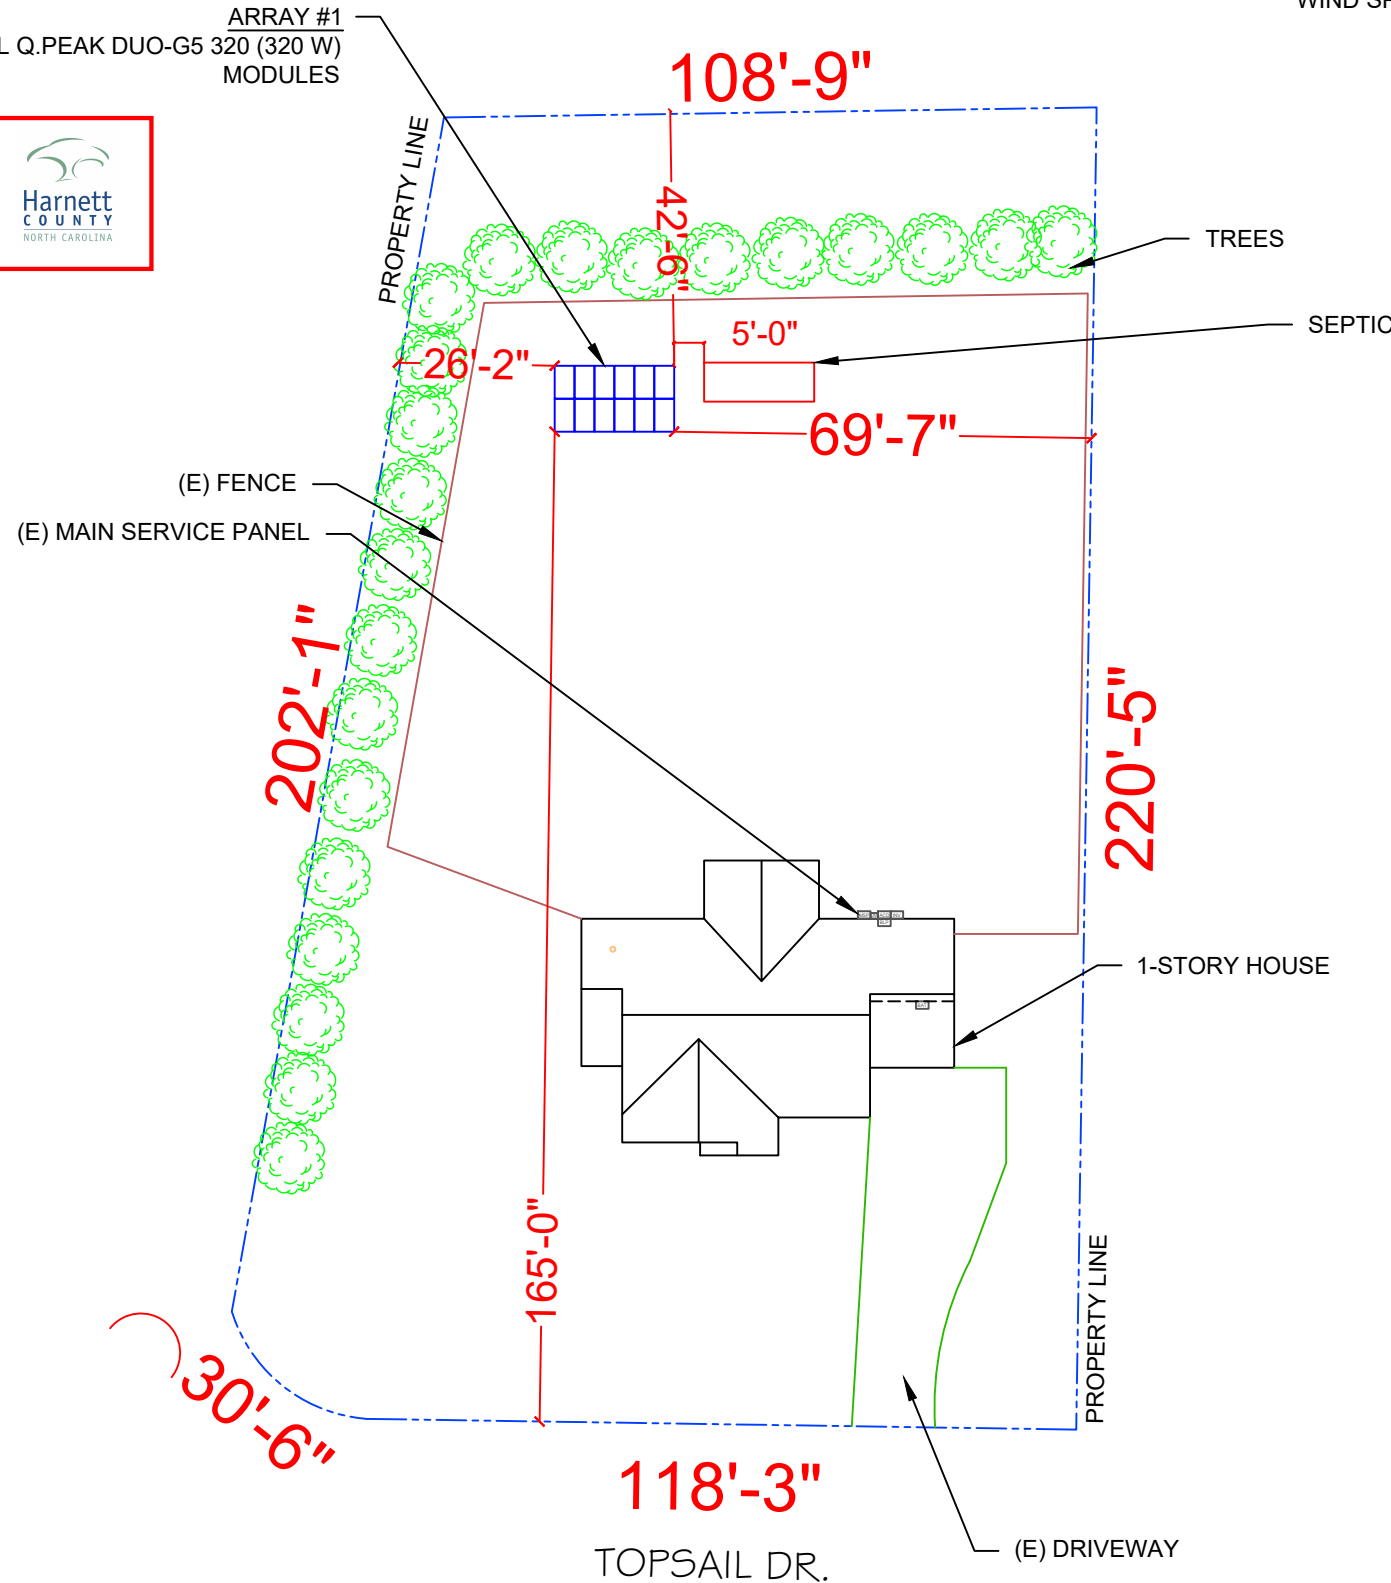 WIND
ARRAY #1
Q.PEAK DUO-G5 320 (320 W)
MODULES
108'-9"
PROPERTY LINE
Harnett
COUNTY
NORTH CAROLINA
42'-6"
TREES
SEPTIC
5'-0"
26'-2"
69'-7"
(E) FENCE
(E) MAIN SERVICE PANEL
202'-1"
220'-5"
1-STORY HOUSE
165'-0"
PROPERTY LINE
30'-6"
118'-3"
TOPSAIL DR.
(E) DRIVEWAY